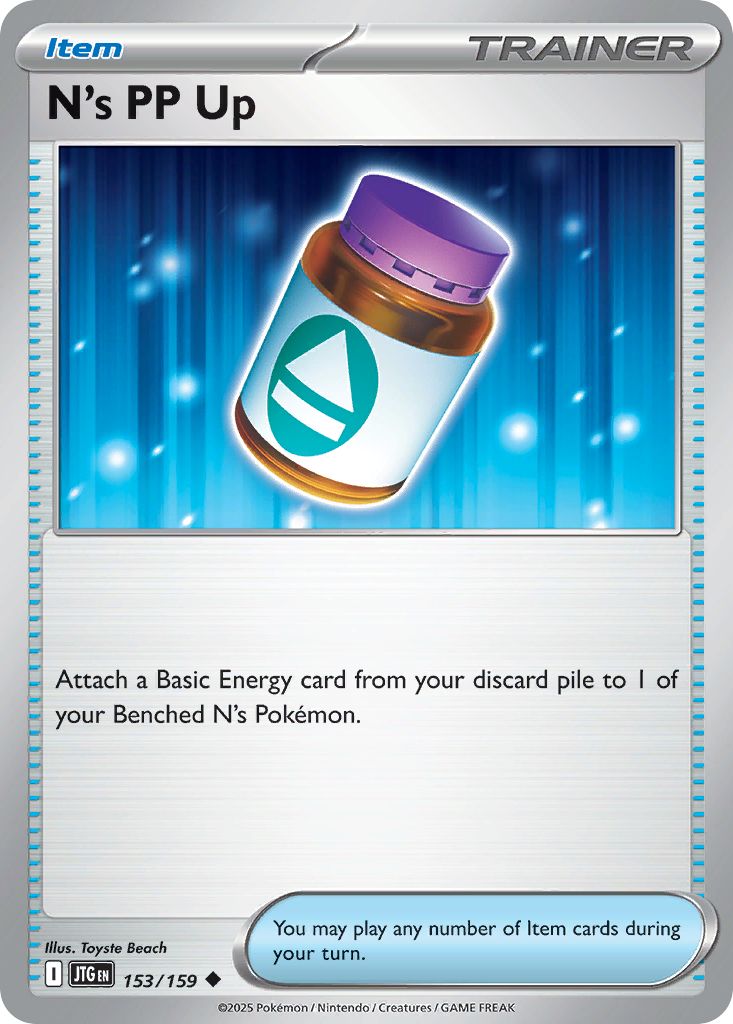 Item
TRAINER
N's PP Up
Attach a Basic Energy card from your discard pile to 1 of
your Benched N's Pokémon.
You may play any number of Item cards during
your turn.
Illus. Toyste Beach
I JTG EN 153/159 ◆
©2025 Pokémon / Nintendo / Creatures / GAME FREAK